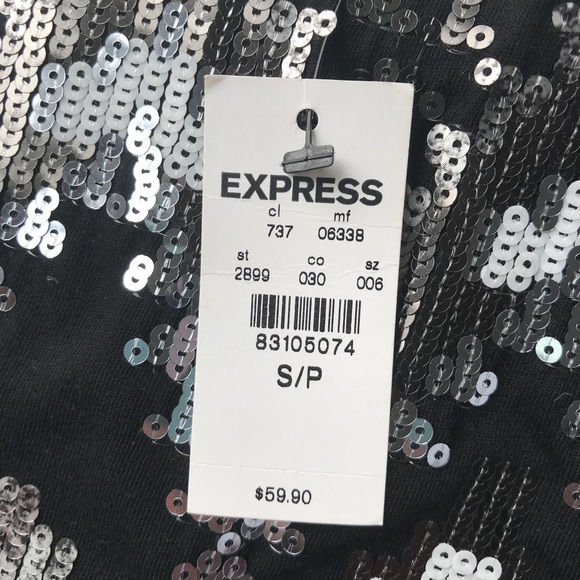 EXPRESS
cl mf
737 06338
st co sz
2899 030 006
83105074
S/P
$59.90